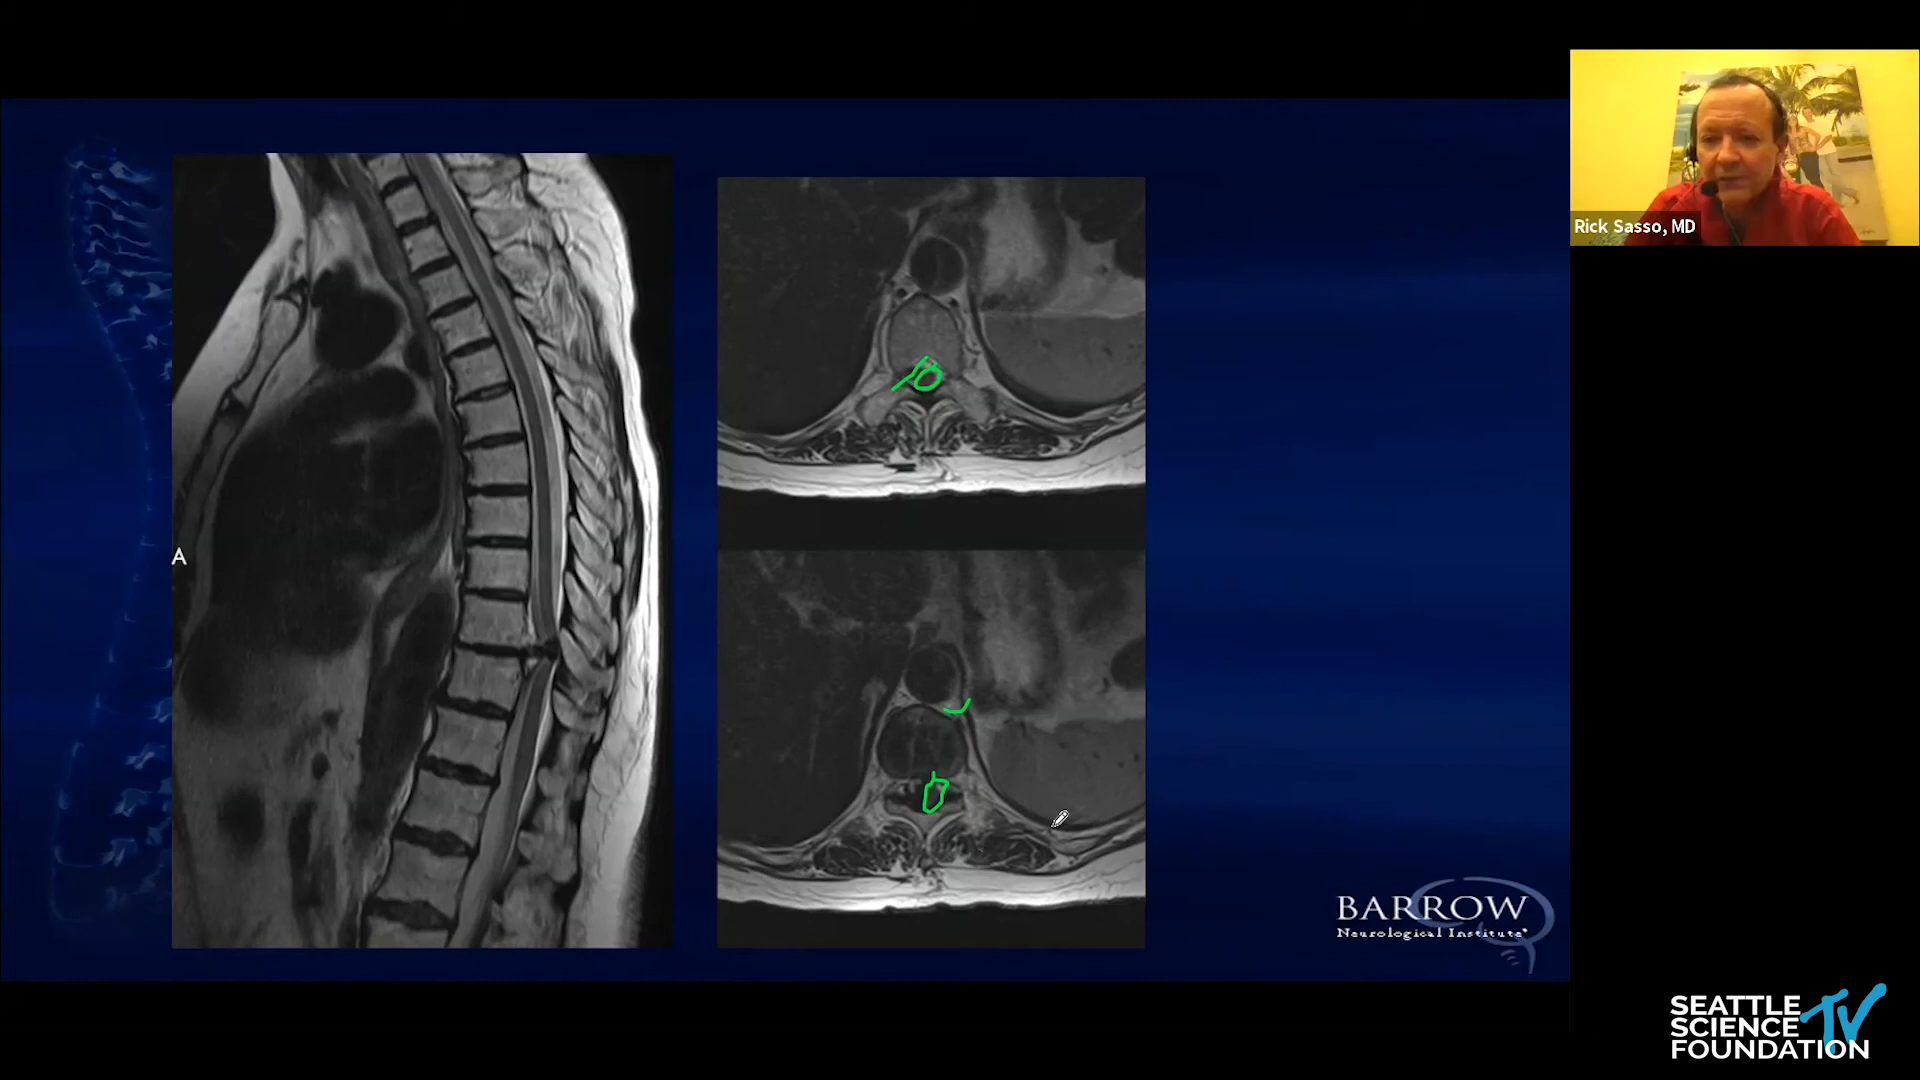 Rick Sasso, MD
A
BARROW
Neurological Institute®
SEATTLE
SCIENCE TV
FOUNDATION